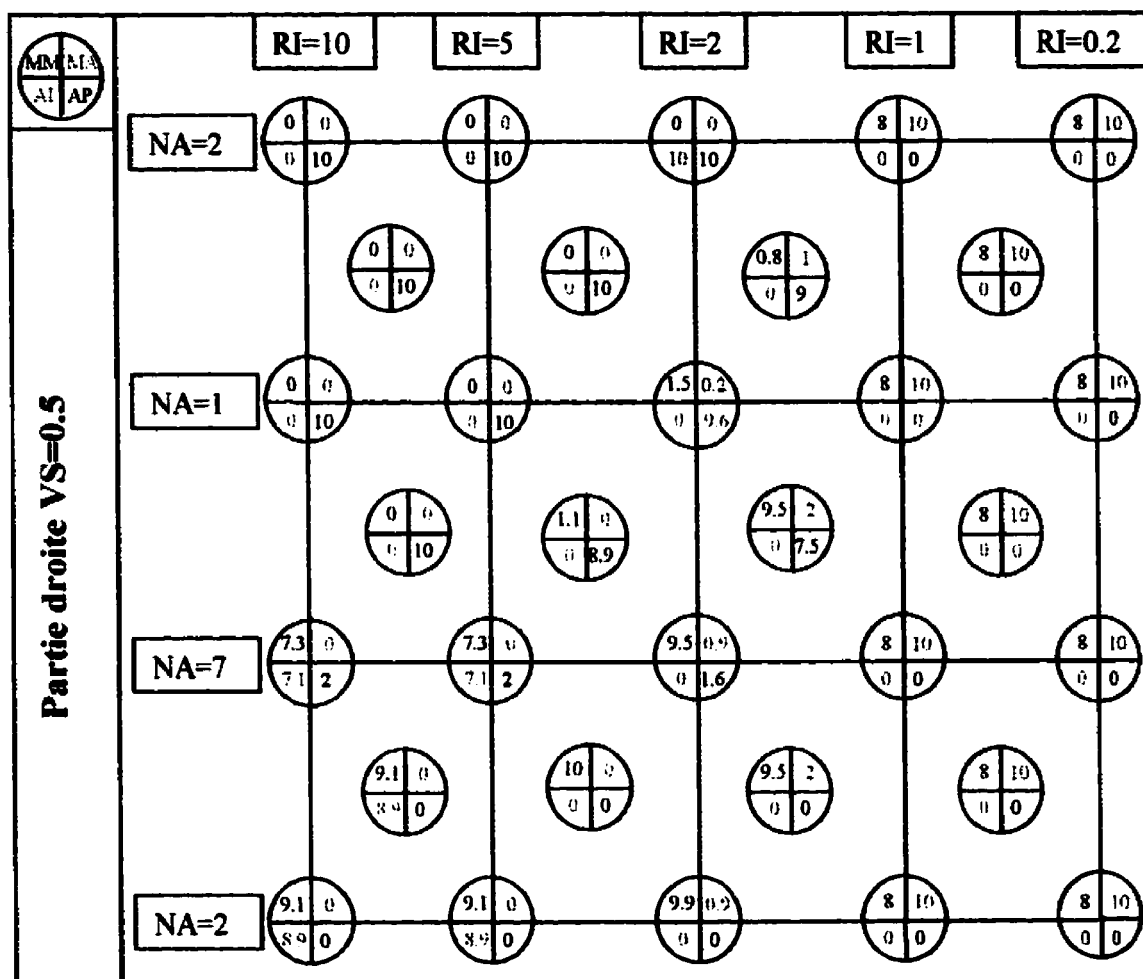 RI=10 RI=5 RI=2 RI=1 RI=0.2
MM MA
AI AP
Partie droite VS=0.5
NA=2
0 0 0 0 0 0 8 10 8 10
0 10 0 10 10 10 0 0 0 0
0 0 0 0 0.8 1 8 10
0 10 0 10 0 9 0 0
NA=1
0 0 0 0 1.5 0.2 8 10 8 10
0 10 0 10 0 9.6 0 0 0 0
0 0 1.1 0 9.5 2 8 10
0 10 0 8.9 0 7.5 0 0
NA=7
7.3 0 7.3 0 9.5 0.9 8 10 8 10
7.1 2 7.1 2 0 1.6 0 0 0 0
9.1 0 10 0 9.5 2 8 10
8.9 0 0 0 0 0 0 0
NA=2
9.1 0 9.1 0 9.9 0.9 8 10 8 10
8.9 0 8.9 0 0 0 0 0 0 0